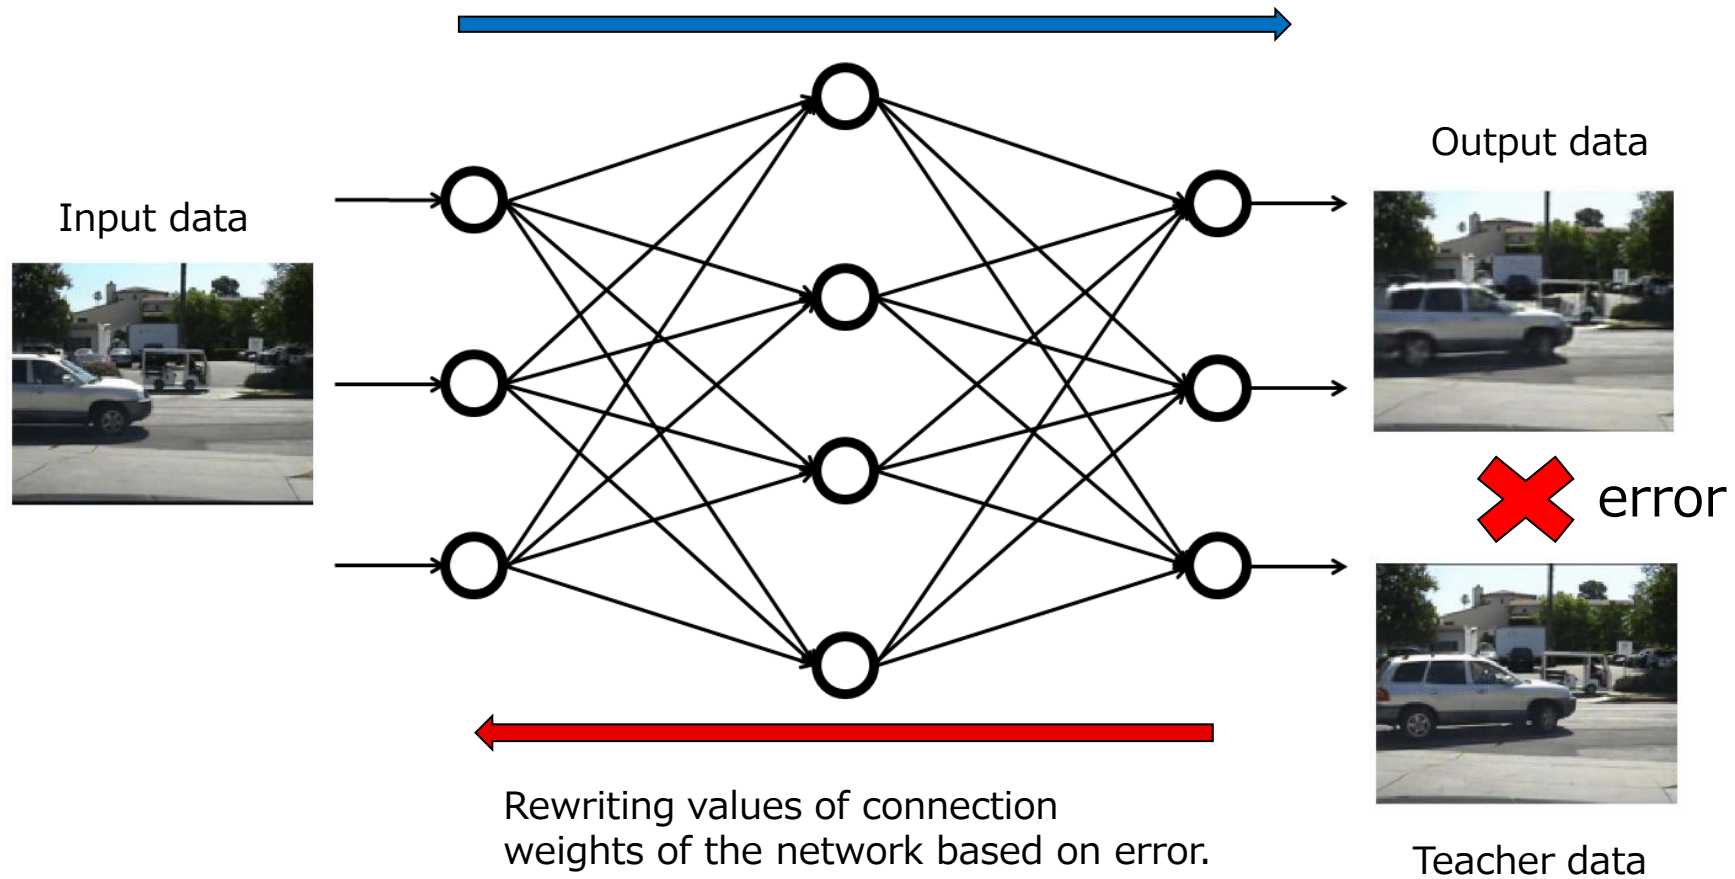 Input data
Output data
error
Rewriting values of connection
weights of the network based on error.
Teacher data